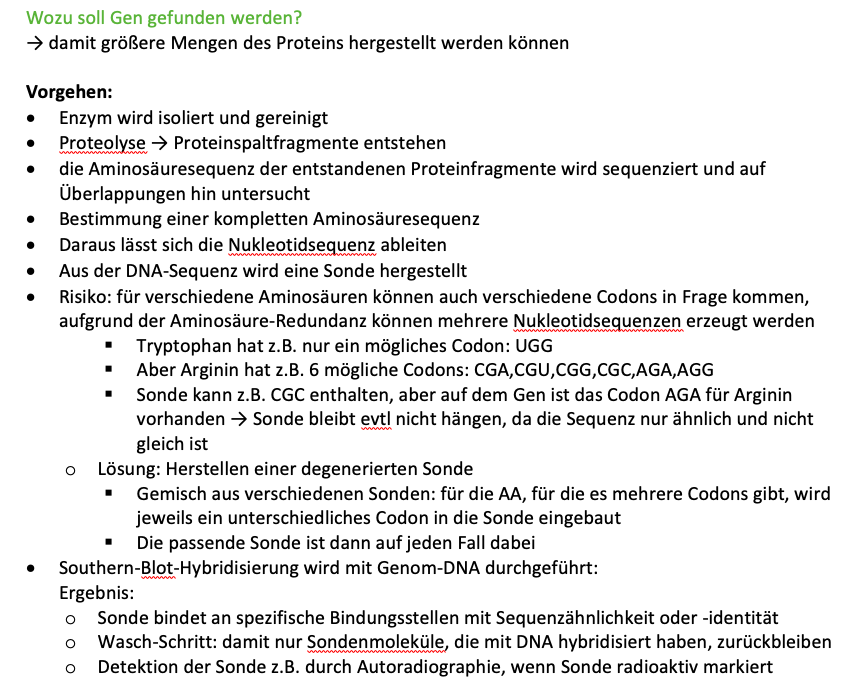 Wozu soll Gen gefunden werden?
→ damit größere Mengen des Proteins hergestellt werden können
Vorgehen:
• Enzym wird isoliert und gereinigt
• Proteolyse → Proteinspaltfragmente entstehen
• die Aminosäuresequenz der entstandenen Proteinfragmente wird sequenziert und auf
Überlappungen hin untersucht
• Bestimmung einer kompletten Aminosäuresequenz
• Daraus lässt sich die Nukleotidsequenz ableiten
• Aus der DNA-Sequenz wird eine Sonde hergestellt
• Risiko: für verschiedene Aminosäuren können auch verschiedene Codons in Frage kommen,
aufgrund der Aminosäure-Redundanz können mehrere Nukleotidsequenzen erzeugt werden
▪ Tryptophan hat z.B. nur ein mögliches Codon: UGG
▪ Aber Arginin hat z.B. 6 mögliche Codons: CGA,CGU,CGG,CGC,AGA,AGG
▪ Sonde kann z.B. CGC enthalten, aber auf dem Gen ist das Codon AGA für Arginin
vorhanden → Sonde bleibt evtl nicht hängen, da die Sequenz nur ähnlich und nicht
gleich ist
o Lösung: Herstellen einer degenerierten Sonde
▪ Gemisch aus verschiedenen Sonden: für die AA, für die es mehrere Codons gibt, wird
jeweils ein unterschiedliches Codon in die Sonde eingebaut
▪ Die passende Sonde ist dann auf jeden Fall dabei
• Southern-Blot-Hybridisierung wird mit Genom-DNA durchgeführt:
Ergebnis:
o Sonde bindet an spezifische Bindungsstellen mit Sequenzähnlichkeit oder -identität
o Wasch-Schritt: damit nur Sondenmoleküle, die mit DNA hybridisiert haben, zurückbleiben
o Detektion der Sonde z.B. durch Autoradiographie, wenn Sonde radioaktiv markiert